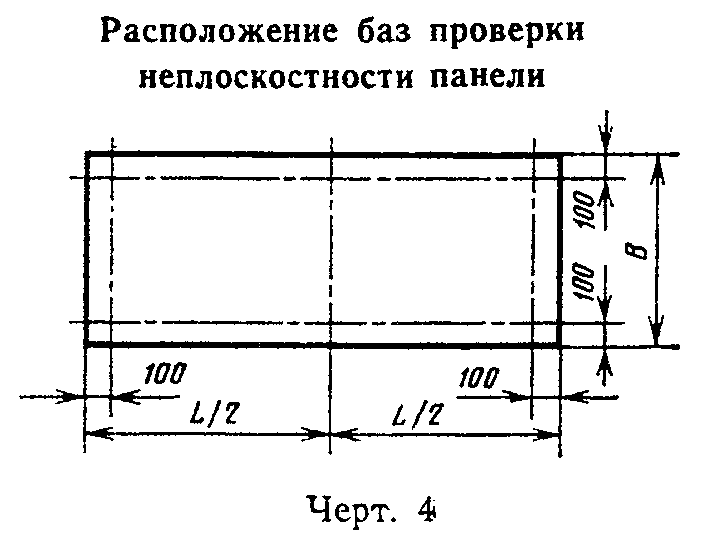 Расположение баз проверки
неплоскостности панели
100
B
100
100
100
L/2
L/2
Черт. 4